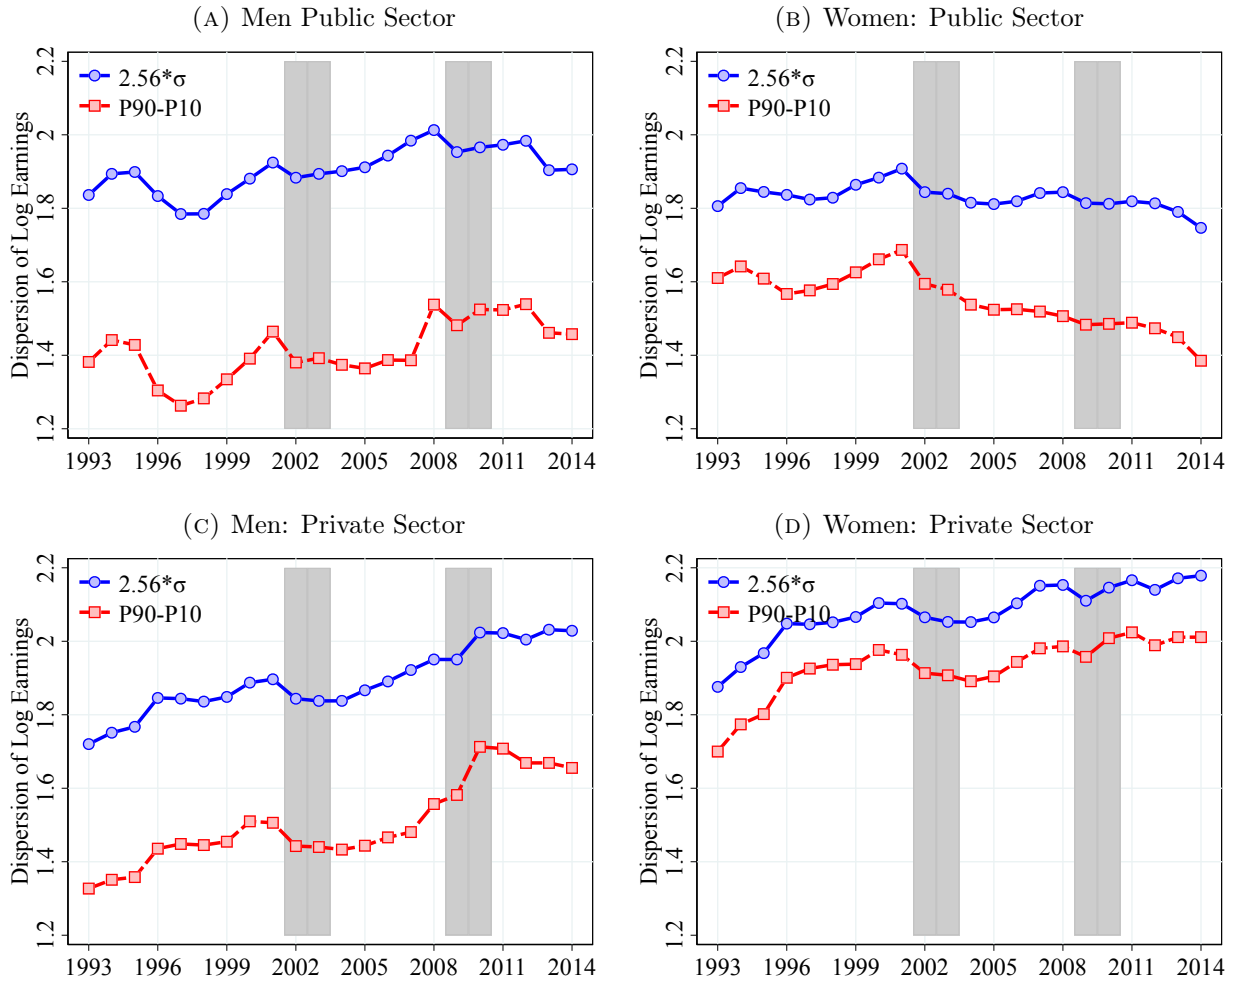 (A) Men Public Sector
Dispersion of Log Earnings
2.2
2
1.8
1.6
1.4
1.2
2.56*σ
P90-P10
1993 1996 1999 2002 2005 2008 2011 2014
(B) Women: Public Sector
Dispersion of Log Earnings
2.2
2
1.8
1.6
1.4
1.2
2.56*σ
P90-P10
1993 1996 1999 2002 2005 2008 2011 2014
(C) Men: Private Sector
Dispersion of Log Earnings
2.2
2
1.8
1.6
1.4
1.2
2.56*σ
P90-P10
1993 1996 1999 2002 2005 2008 2011 2014
(D) Women: Private Sector
Dispersion of Log Earnings
2.2
2
1.8
1.6
1.4
1.2
2.56*σ
P90-P10
1993 1996 1999 2002 2005 2008 2011 2014